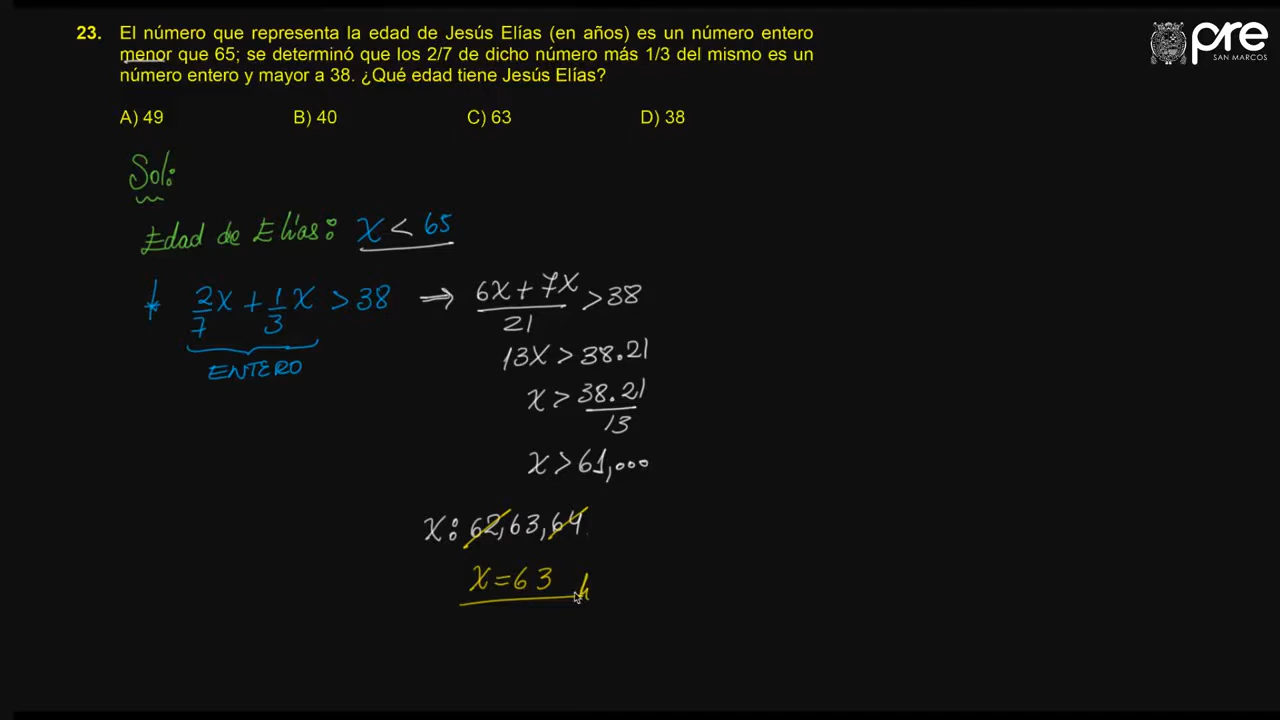 23. El número que representa la edad de Jesús Elías (en años) es un número entero
menor que 65; se determinó que los 2/7 de dicho número más 1/3 del mismo es un
número entero y mayor a 38. ¿Qué edad tiene Jesús Elías?
pre
SAN MARCOS
A) 49 B) 40 C) 63 D) 38
Sol:
Edad de Elías: x < 65
* 2/7 x + 1/3 x > 38 ⇒ (6x + 7x)/21 > 38
ENTERO
13x > 38.21
x > 38.21/13
x > 61,...
x: 62, 63, 64
x = 63